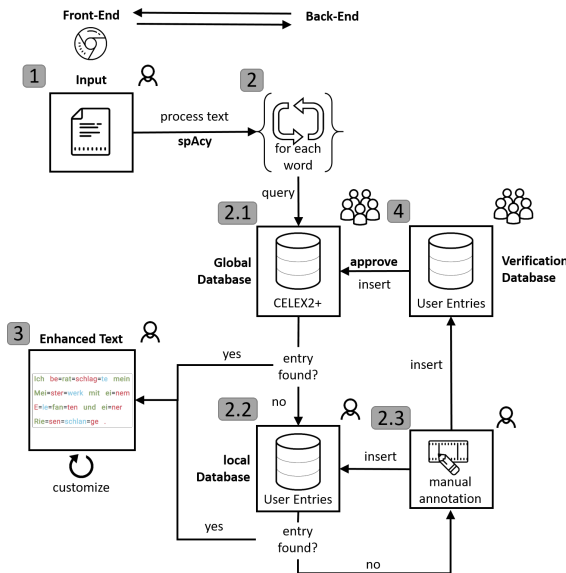 Front-End
Back-End
1
Input
process text
spAcy
2
for each
word
query
2.1
4
Global
Database
CELEX2+
approve
insert
User Entries
Verification
Database
3
Enhanced Text
Ich be=rat=schlag=te mein
Mei=ster=werk mit ei=nem
E=le=fan=ten und ei=ner
Rie=sen=schlan=ge .
customize
yes
entry
found?
no
insert
2.2
2.3
local
Database
User Entries
insert
manual
annotation
yes
entry
found?
no